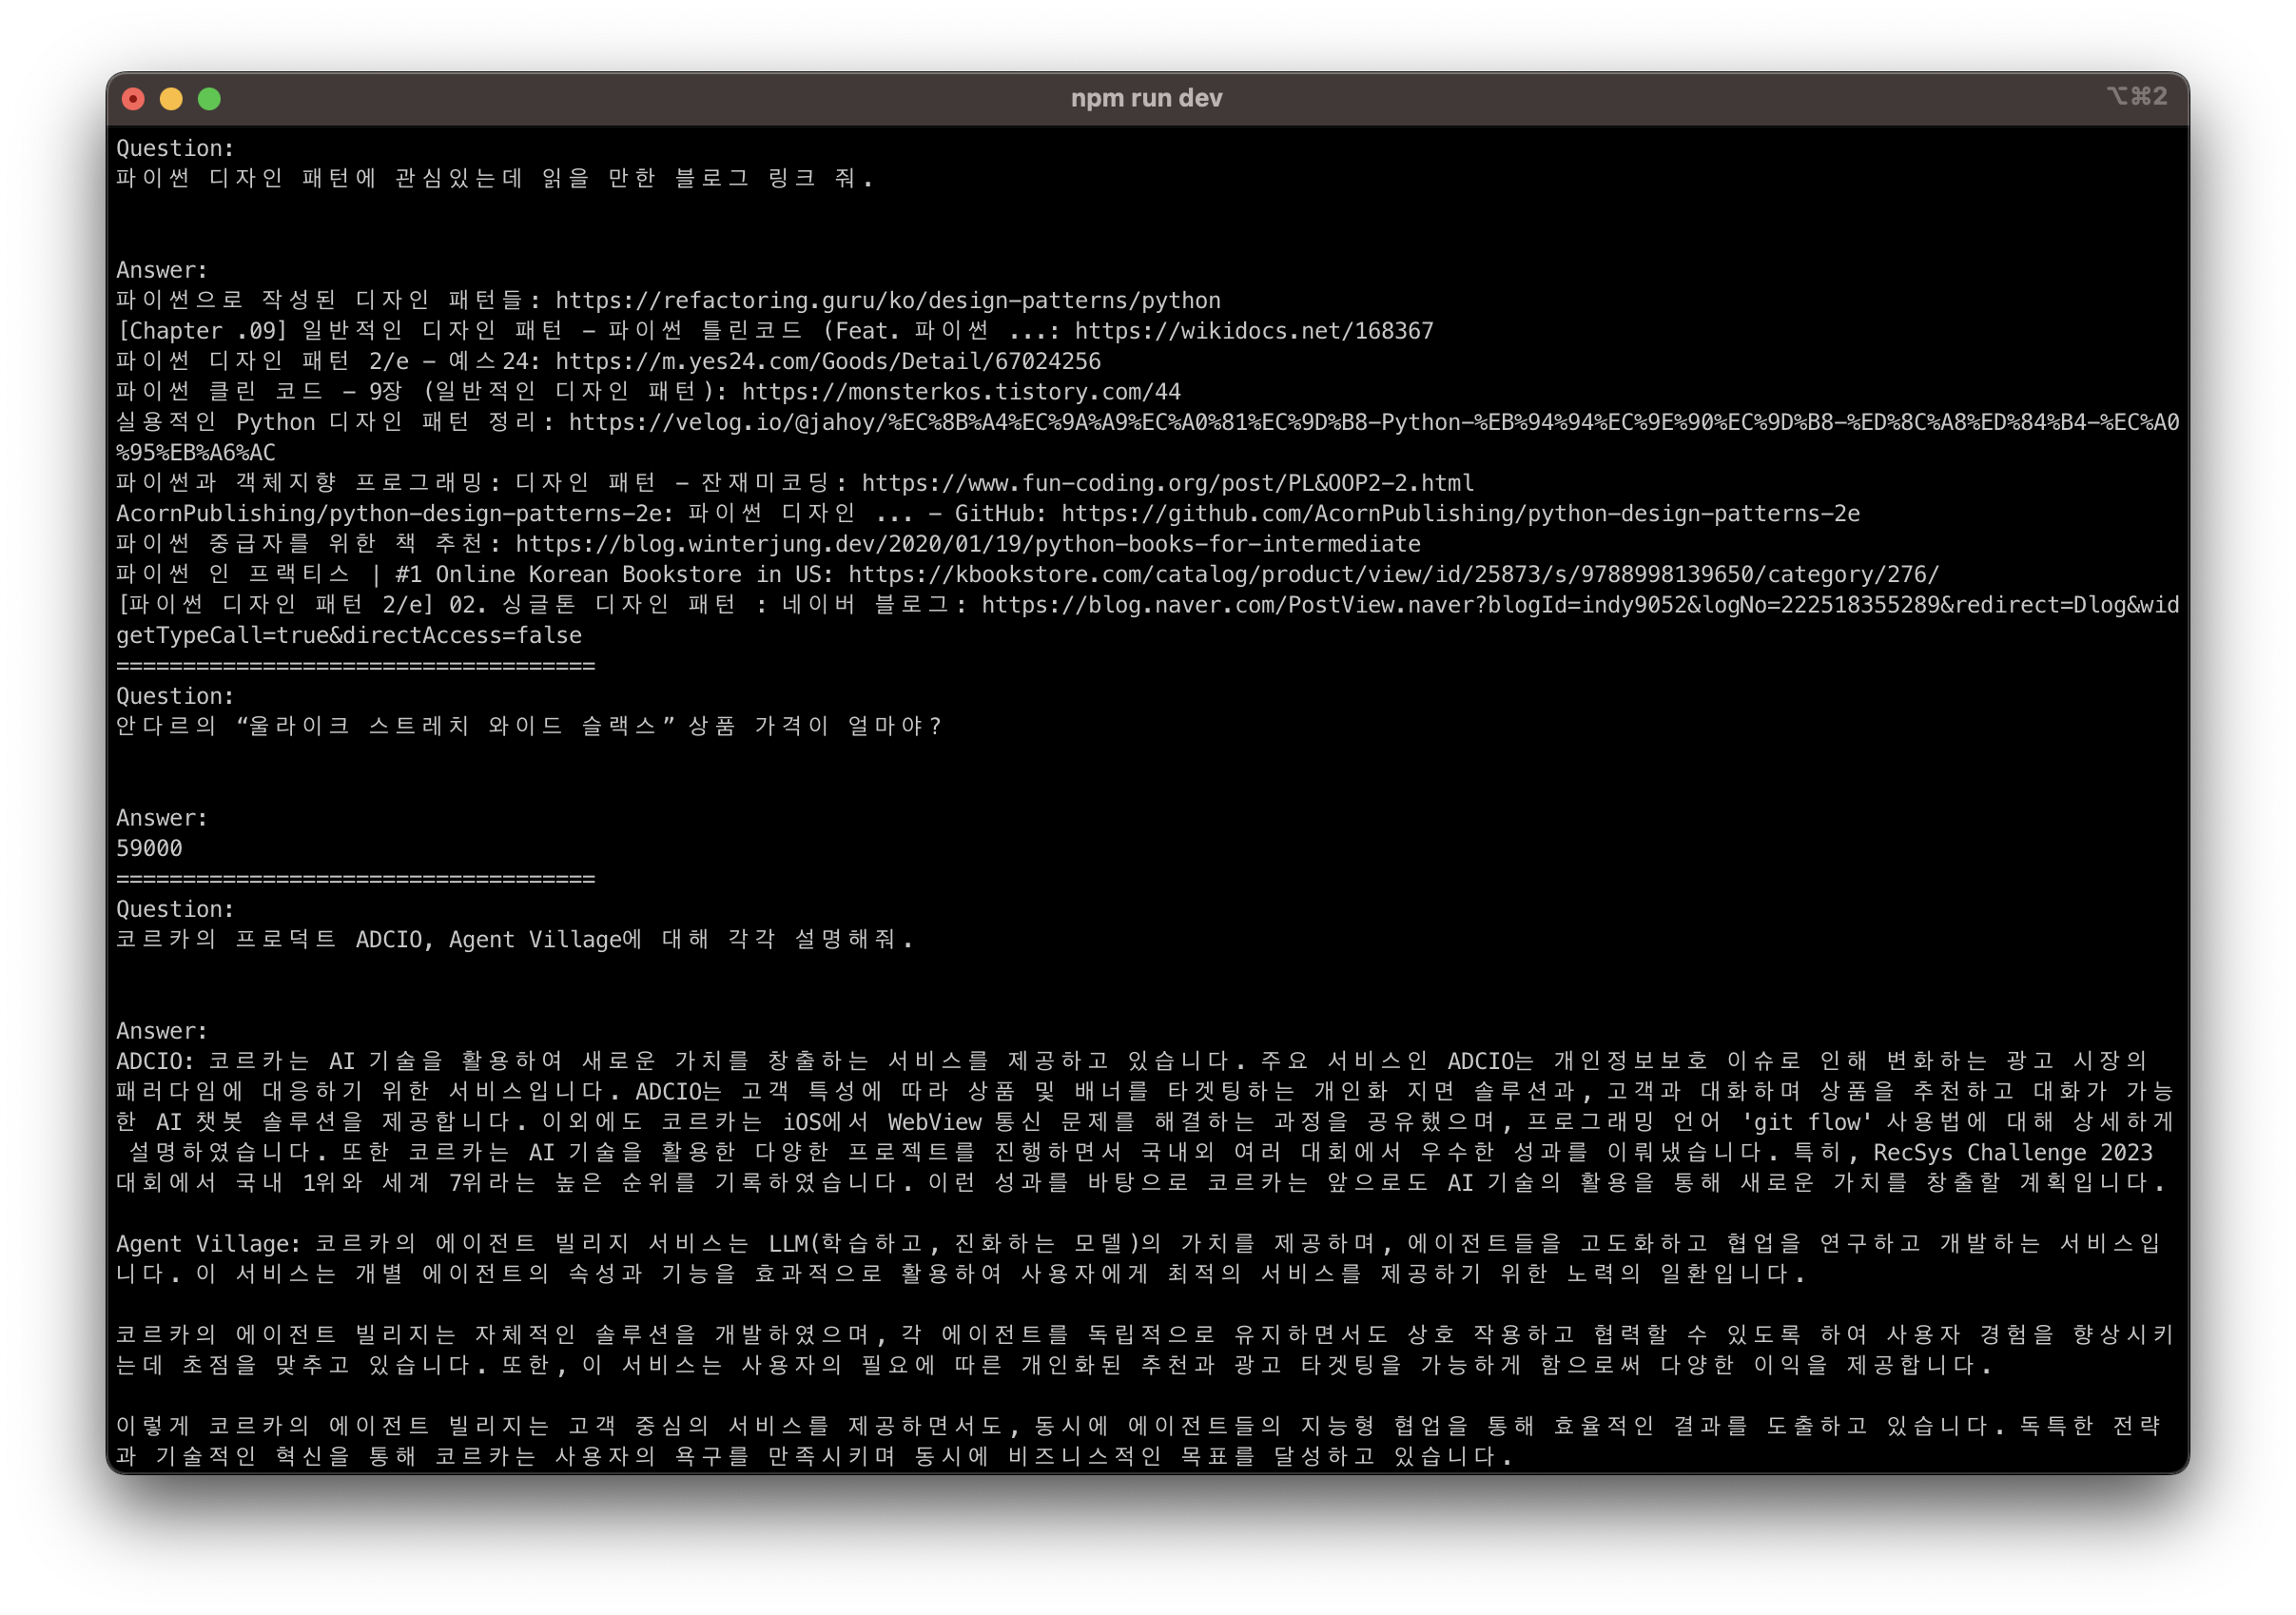 npm run dev
⌥⌘2
Question:
파이썬 디자인 패턴에 관심있는데 읽을 만한 블로그 링크 줘.
Answer:
파이썬으로 작성된 디자인 패턴들: https://refactoring.guru/ko/design-patterns/python
[Chapter .09] 일반적인 디자인 패턴 - 파이썬 틀린코드 (Feat. 파이썬 ...: https://wikidocs.net/168367
파이썬 디자인 패턴 2/e - 예스24: https://m.yes24.com/Goods/Detail/67024256
파이썬 클린 코드 - 9장 (일반적인 디자인 패턴): https://monsterkos.tistory.com/44
실용적인 Python 디자인 패턴 정리: https://velog.io/@jahoy/%EC%8B%A4%EC%9A%A9%EC%A0%81%EC%9D%B8-Python-%EB%94%94%EC%9E%90%EC%9D%B8-%ED%8C%A8%ED%84%B4-%EC%A0
%95%EB%A6%AC
파이썬과 객체지향 프로그래밍: 디자인 패턴 - 잔재미코딩: https://www.fun-coding.org/post/PL&OOP2-2.html
AcornPublishing/python-design-patterns-2e: 파이썬 디자인 ... - GitHub: https://github.com/AcornPublishing/python-design-patterns-2e
파이썬 중급자를 위한 책 추천: https://blog.winterjung.dev/2020/01/19/python-books-for-intermediate
파이썬 인 프랙티스 | #1 Online Korean Bookstore in US: https://kbookstore.com/catalog/product/view/id/25873/s/9788998139650/category/276/
[파이썬 디자인 패턴 2/e] 02. 싱글톤 디자인 패턴 : 네이버 블로그: https://blog.naver.com/PostView.naver?blogId=indy9052&logNo=222518355289&redirect=Dlog&wid
getTypeCall=true&directAccess=false
====================================
Question:
안다르의 “울라이크 스트레치 와이드 슬랙스” 상품 가격이 얼마야?
Answer:
59000
====================================
Question:
코르카의 프로덕트 ADCIO, Agent Village에 대해 각각 설명해줘.
Answer:
ADCIO: 코르카는 AI 기술을 활용하여 새로운 가치를 창출하는 서비스를 제공하고 있습니다. 주요 서비스인 ADCIO는 개인정보보호 이슈로 인해 변화하는 광고 시장의
패러다임에 대응하기 위한 서비스입니다. ADCIO는 고객 특성에 따라 상품 및 배너를 타겟팅하는 개인화 지면 솔루션과, 고객과 대화하며 상품을 추천하고 대화가 가능
한 AI 챗봇 솔루션을 제공합니다. 이외에도 코르카는 iOS에서 WebView 통신 문제를 해결하는 과정을 공유했으며, 프로그래밍 언어 'git flow' 사용법에 대해 상세하게
설명하였습니다. 또한 코르카는 AI 기술을 활용한 다양한 프로젝트를 진행하면서 국내외 여러 대회에서 우수한 성과를 이뤄냈습니다. 특히, RecSys Challenge 2023
대회에서 국내 1위와 세계 7위라는 높은 순위를 기록하였습니다. 이런 성과를 바탕으로 코르카는 앞으로도 AI 기술의 활용을 통해 새로운 가치를 창출할 계획입니다.
Agent Village: 코르카의 에이전트 빌리지 서비스는 LLM(학습하고, 진화하는 모델)의 가치를 제공하며, 에이전트들을 고도화하고 협업을 연구하고 개발하는 서비스입
니다. 이 서비스는 개별 에이전트의 속성과 기능을 효과적으로 활용하여 사용자에게 최적의 서비스를 제공하기 위한 노력의 일환입니다.
코르카의 에이전트 빌리지는 자체적인 솔루션을 개발하였으며, 각 에이전트를 독립적으로 유지하면서도 상호 작용하고 협력할 수 있도록 하여 사용자 경험을 향상시키
는데 초점을 맞추고 있습니다. 또한, 이 서비스는 사용자의 필요에 따른 개인화된 추천과 광고 타겟팅을 가능하게 함으로써 다양한 이익을 제공합니다.
이렇게 코르카의 에이전트 빌리지는 고객 중심의 서비스를 제공하면서도, 동시에 에이전트들의 지능형 협업을 통해 효율적인 결과를 도출하고 있습니다. 독특한 전략
과 기술적인 혁신을 통해 코르카는 사용자의 욕구를 만족시키며 동시에 비즈니스적인 목표를 달성하고 있습니다.